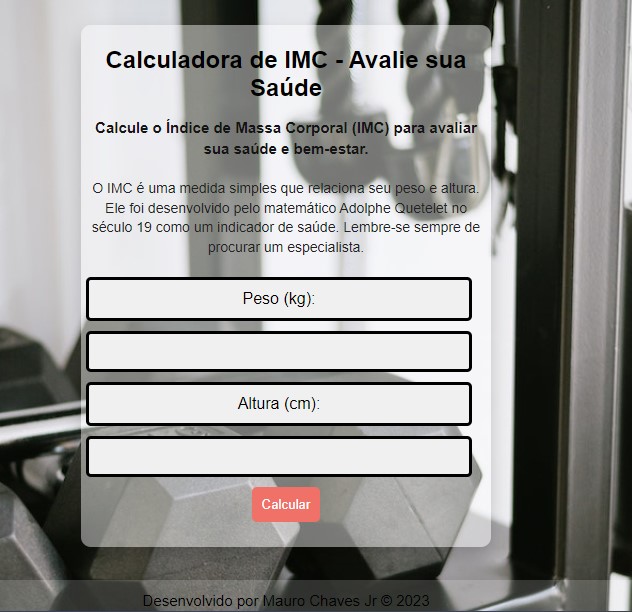 Calculadora de IMC - Avalie sua
Saúde
Calcule o Índice de Massa Corporal (IMC) para avaliar
sua saúde e bem-estar.
O IMC é uma medida simples que relaciona seu peso e altura.
Ele foi desenvolvido pelo matemático Adolphe Quetelet no
século 19 como um indicador de saúde. Lembre-se sempre de
procurar um especialista.
Peso (kg):
Altura (cm):
Calcular
Desenvolvido por Mauro Chaves Jr © 2023